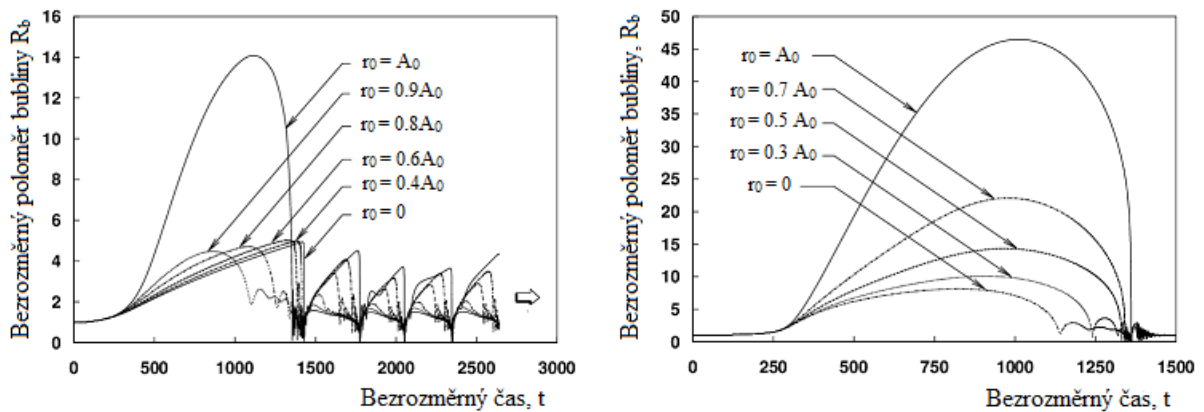 Bezrozměrný poloměr bubliny R_b
16
14
12
10
8
6
4
2
0
0 500 1000 1500 2000 2500 3000
Bezrozměrný čas, t
r₀ = A₀
r₀ = 0.9A₀
r₀ = 0.8A₀
r₀ = 0.6A₀
r₀ = 0.4A₀
r₀ = 0
Bezrozměrný poloměr bubliny, R_b
50
45
40
35
30
25
20
15
10
5
0
0 250 500 750 1000 1250 1500
Bezrozměrný čas, t
r₀ = A₀
r₀ = 0.7 A₀
r₀ = 0.5 A₀
r₀ = 0.3 A₀
r₀ = 0